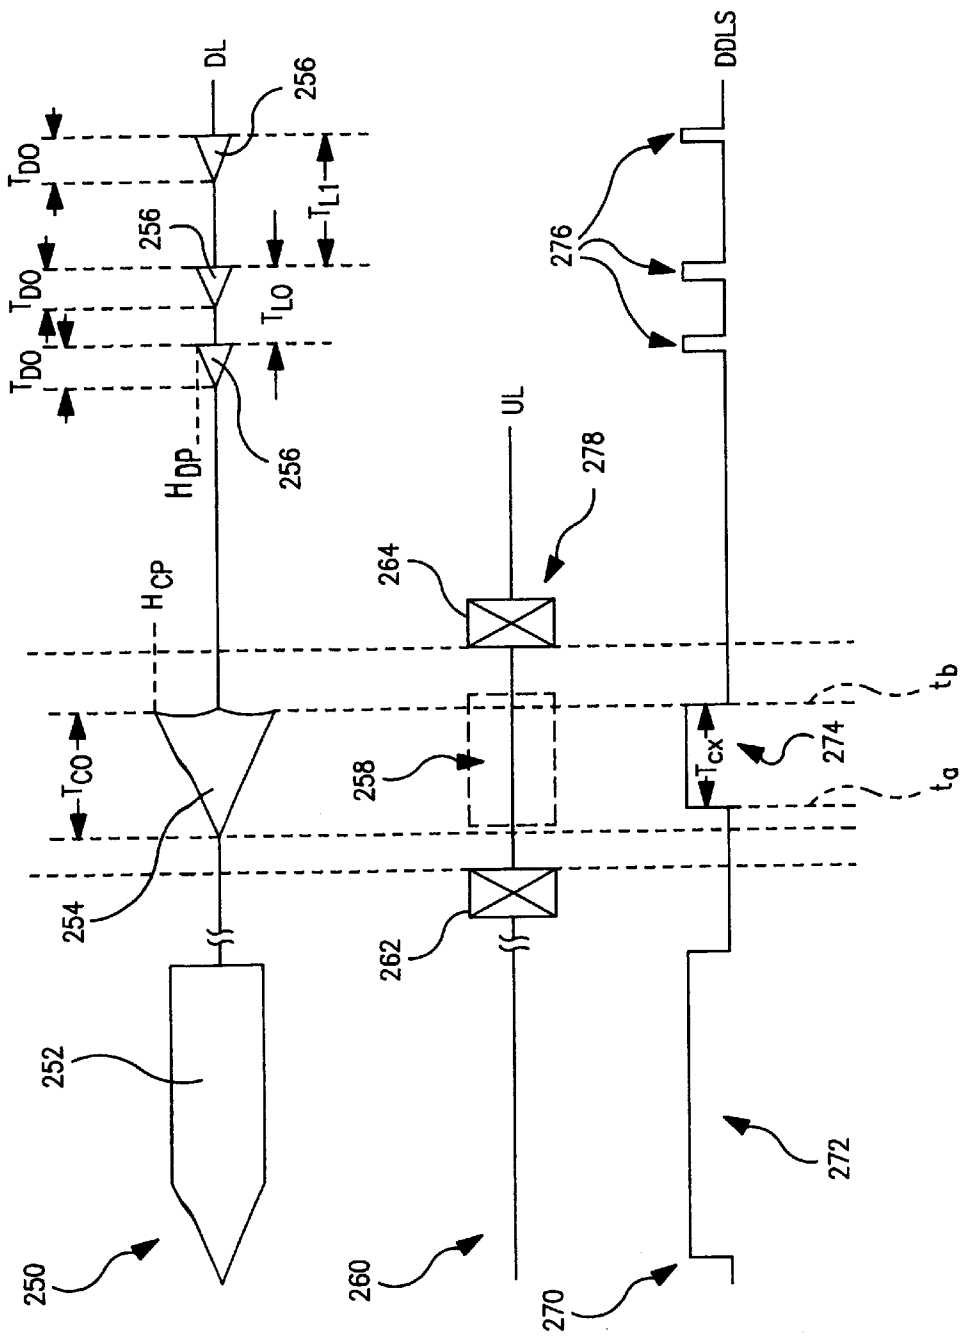 250
252
254
T_CO
H_CP
H_DP
T_DO
T_DO
T_DO
256
256
256
T_LO
T_L1
DL
260
262
258
264
278
UL
270
272
T_CX
274
t_a
t_b
276
DDLS